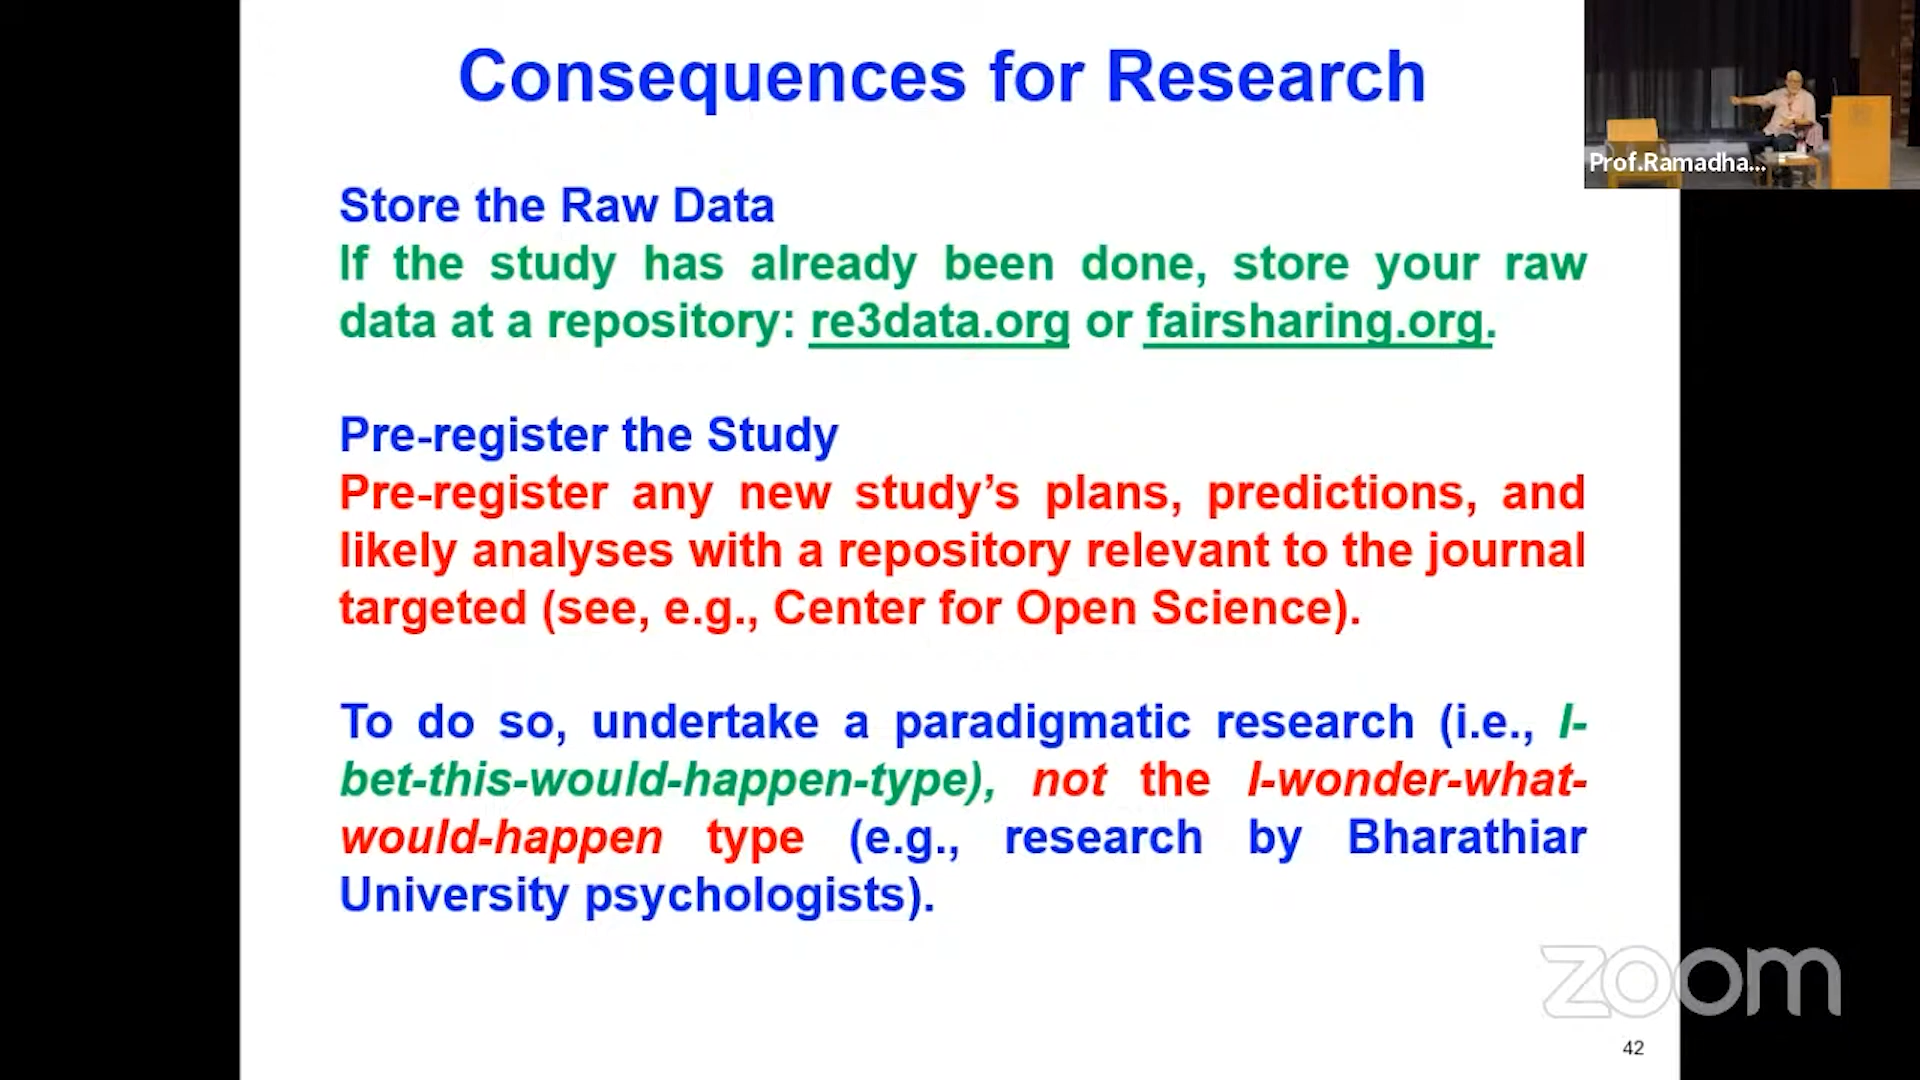 Consequences for Research
Prof.Ramadha...
Store the Raw Data
If the study has already been done, store your raw
data at a repository: re3data.org or fairsharing.org.
Pre-register the Study
Pre-register any new study’s plans, predictions, and
likely analyses with a repository relevant to the journal
targeted (see, e.g., Center for Open Science).
To do so, undertake a paradigmatic research (i.e., I-
bet-this-would-happen-type), not the I-wonder-what-
would-happen type (e.g., research by Bharathiar
University psychologists).
zoom
42